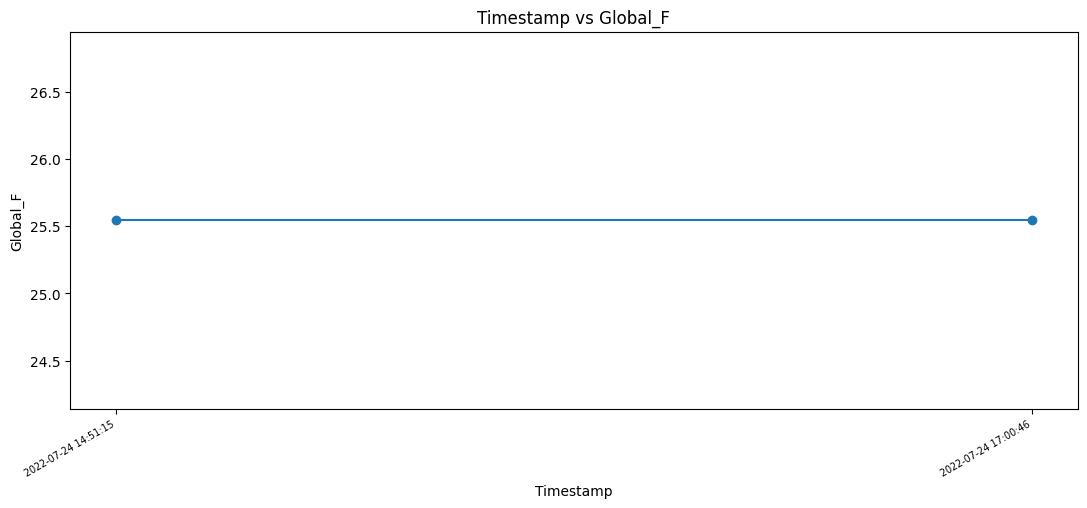 Timestamp vs Global_F
26.5
26.0
25.5
25.0
24.5
Global_F
2022-07-24 14:51:15
2022-07-24 17:00:46
Timestamp